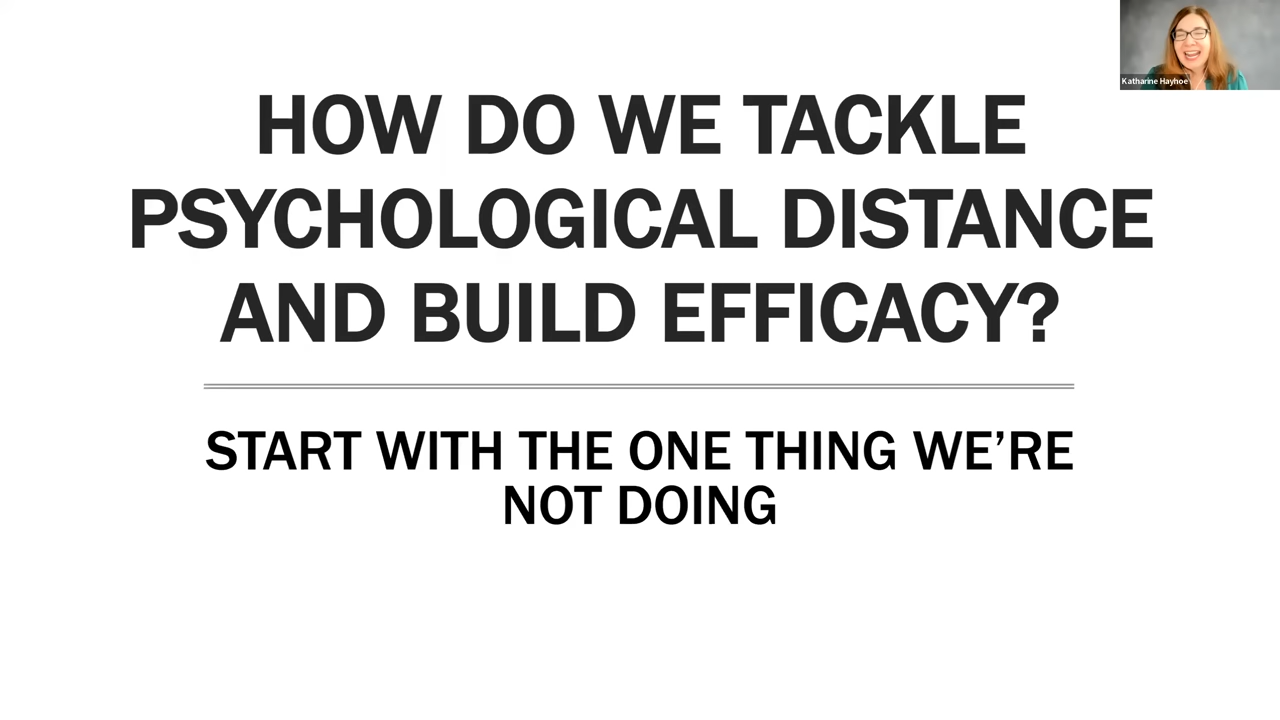 Katharine Hayhoe
HOW DO WE TACKLE
PSYCHOLOGICAL DISTANCE
AND BUILD EFFICACY?
START WITH THE ONE THING WE’RE
NOT DOING